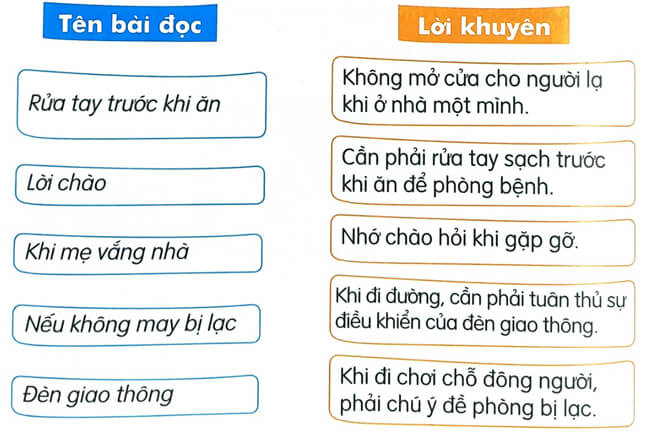 Tên bài đọc
Lời khuyên
Rửa tay trước khi ăn
Không mở cửa cho người lạ
khi ở nhà một mình.
Lời chào
Cần phải rửa tay sạch trước
khi ăn để phòng bệnh.
Khi mẹ vắng nhà
Nhớ chào hỏi khi gặp gỡ.
Nếu không may bị lạc
Khi đi đường, cần phải tuân thủ sự
điều khiển của đèn giao thông.
Đèn giao thông
Khi đi chơi chỗ đông người,
phải chú ý đề phòng bị lạc.